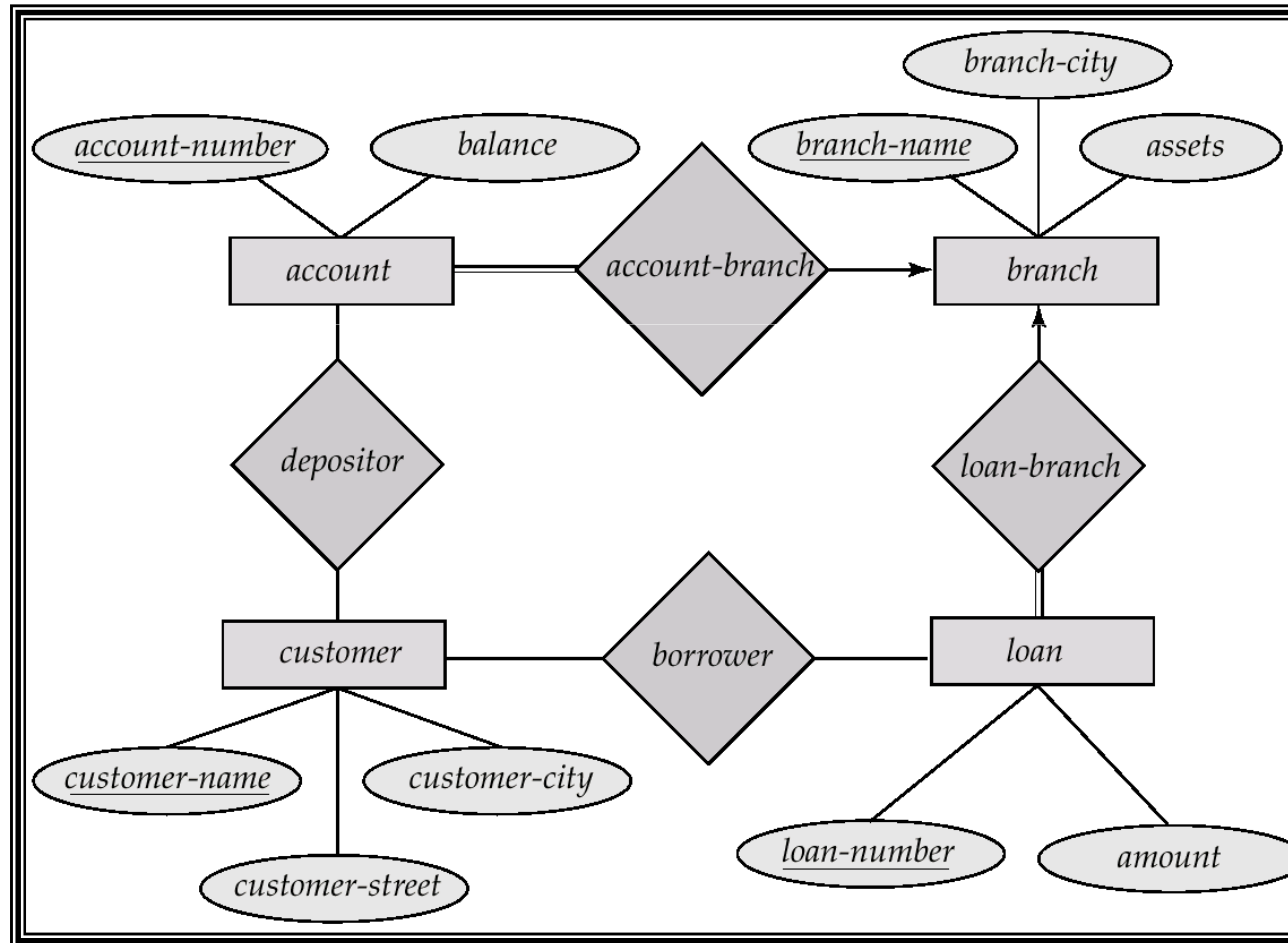 branch-city
account-number
balance
branch-name
assets
account
account-branch
branch
depositor
loan-branch
customer
borrower
loan
customer-name
customer-city
loan-number
amount
customer-street